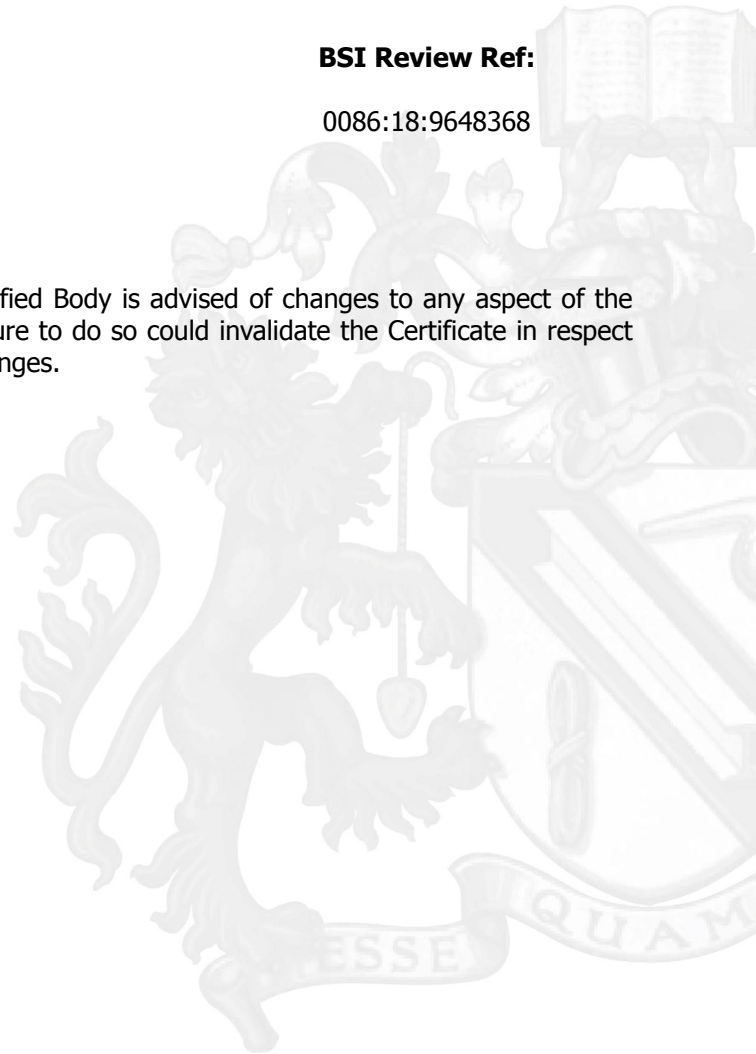 BSI Review Ref:
0086:18:9648368
fied Body is advised of changes to any aspect of the
ure to do so could invalidate the Certificate in respect
nges.
ESSE
QUAM